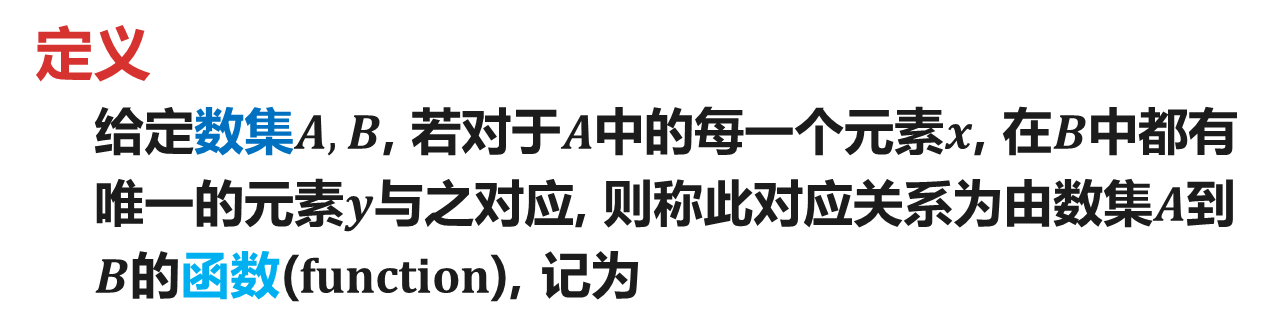 定义
给定数集A, B, 若对于A中的每一个元素x, 在B中都有
唯一的元素y与之对应, 则称此对应关系为由数集A到
B的函数(function), 记为